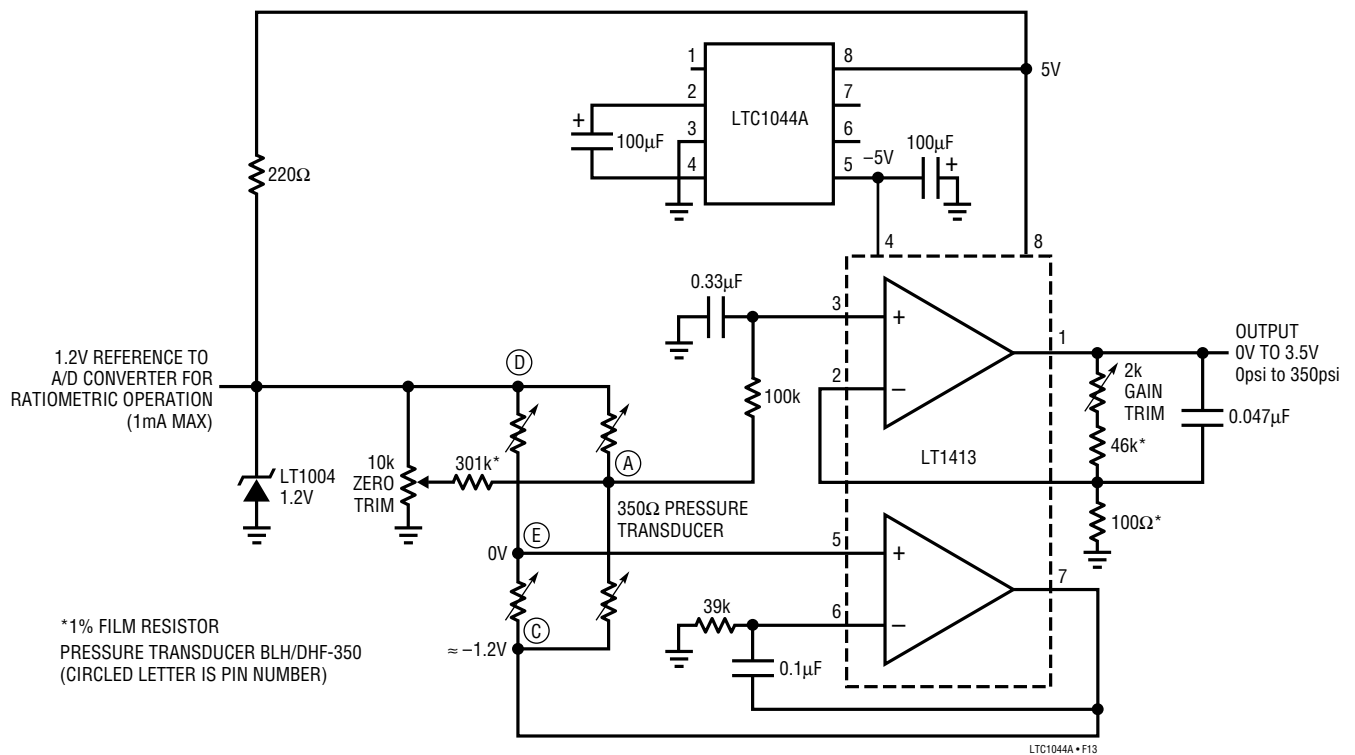 1
2
3
4
8
7
6
5
LTC1044A
5V
+
100µF
–5V
100µF
+
220Ω
4
8
0.33µF
3
+
1
2
–
100k
LT1413
OUTPUT
0V TO 3.5V
0psi to 350psi
2k
GAIN
TRIM
46k*
0.047µF
100Ω*
1.2V REFERENCE TO
A/D CONVERTER FOR
RATIOMETRIC OPERATION
(1mA MAX)
D
LT1004
1.2V
10k
ZERO
TRIM
301k*
A
350Ω PRESSURE
TRANSDUCER
E
0V
5
+
7
39k
6
–
C
≈ –1.2V
0.1µF
*1% FILM RESISTOR
PRESSURE TRANSDUCER BLH/DHF-350
(CIRCLED LETTER IS PIN NUMBER)
LTC1044A • F13